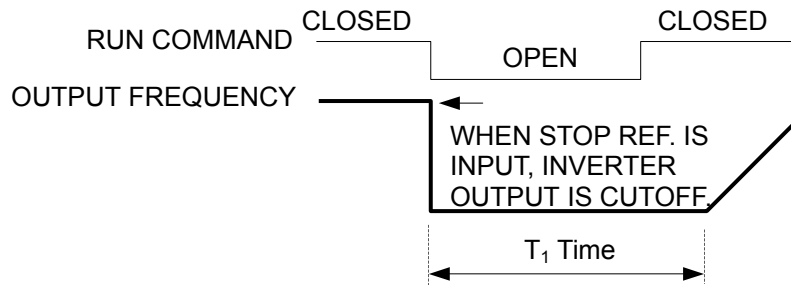 CLOSED CLOSED
RUN COMMAND
OPEN
OUTPUT FREQUENCY
WHEN STOP REF. IS
INPUT, INVERTER
OUTPUT IS CUTOFF.
T₁ Time